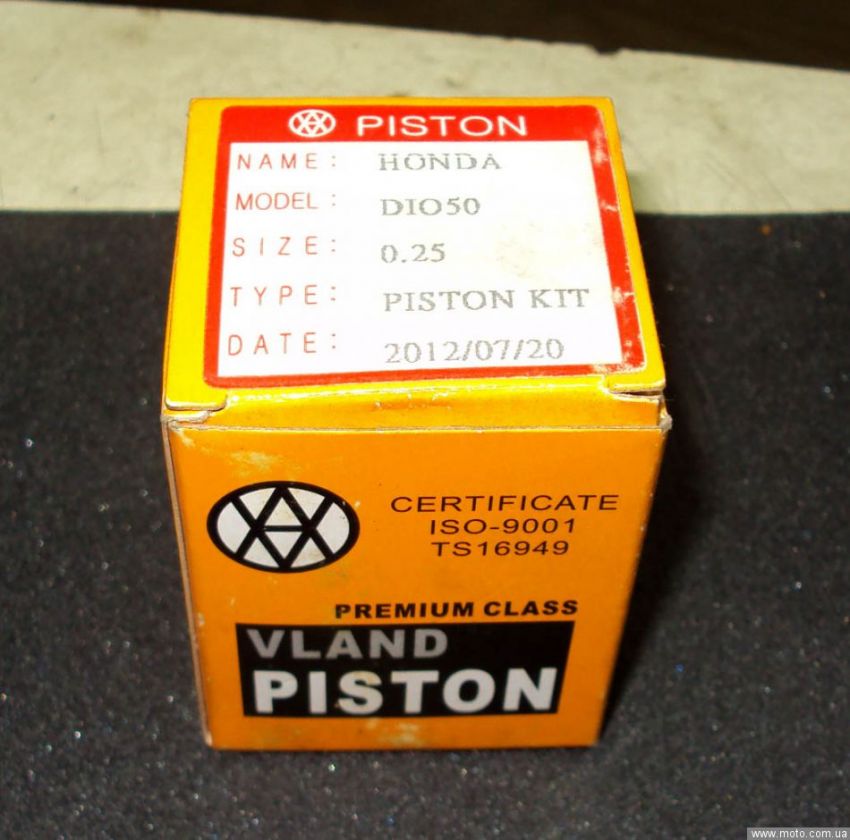 PISTON
NAME: HONDA
MODEL: DIO50
SIZE: 0.25
TYPE: PISTON KIT
DATE: 2012/07/20
CERTIFICATE
ISO-9001
TS16949
PREMIUM CLASS
VLAND
PISTON
www.moto.com.ua